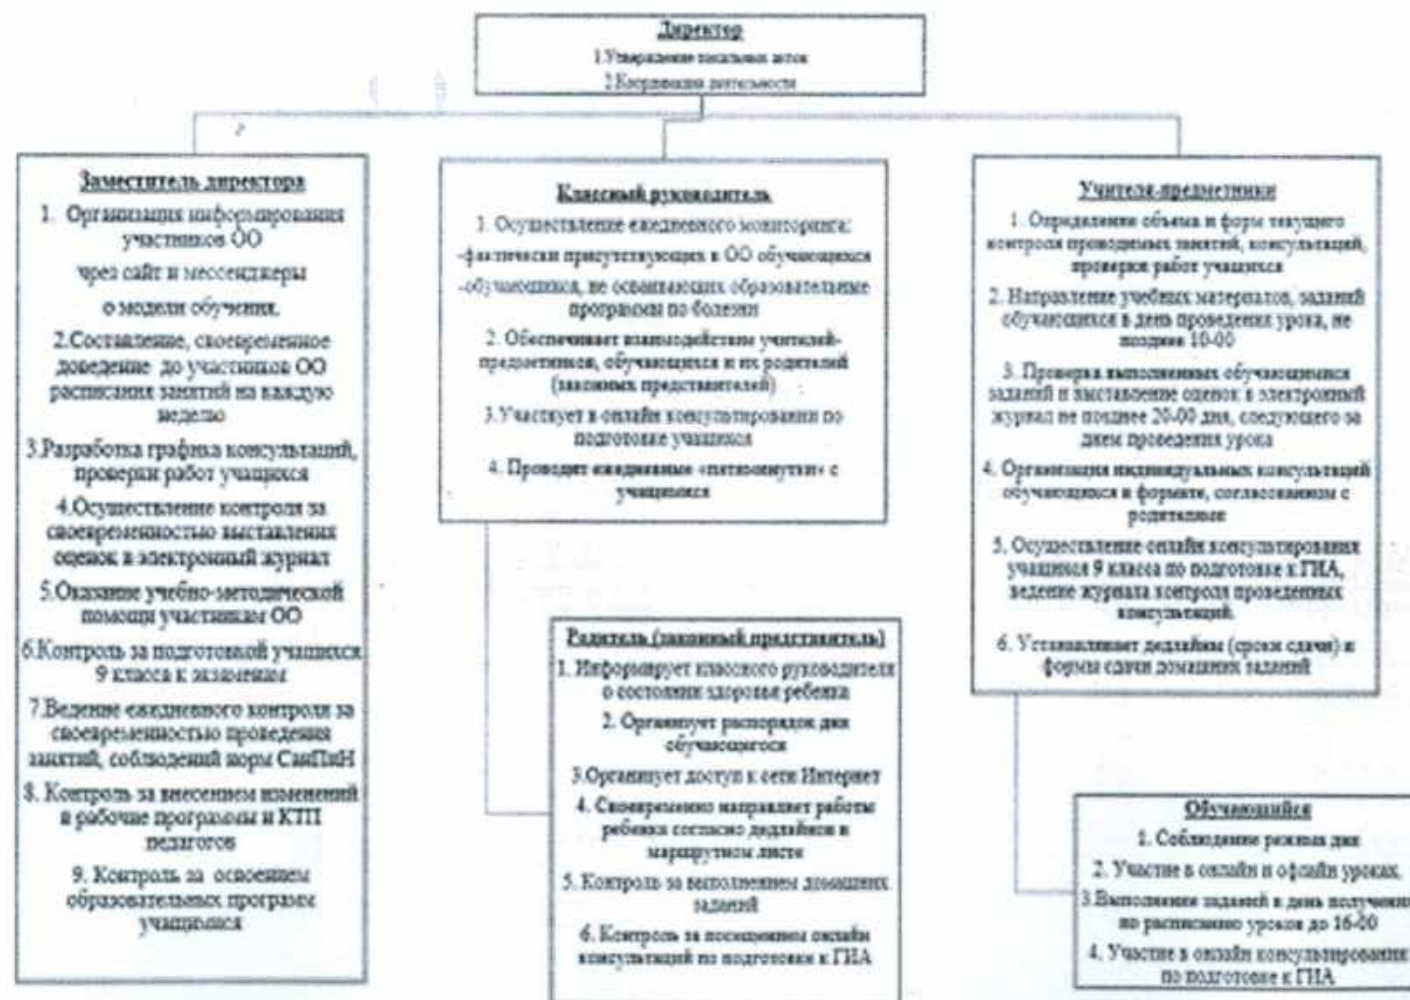 Директор
1.Утверждение локальных актов
2.Координация деятельности
Заместитель директора
1. Организация информирования
участников ОО
чрез сайт и мессенджеры
о модели обучения.
2.Составление, своевременное
доведение до участников ОО
расписания занятий на каждую
неделю
3.Разработка графика консультаций,
проверки работ учащихся
4.Осуществление контроля за
своевременностью выставления
оценок в электронный журнал
5.Оказание учебно-методической
помощи участникам ОО
6.Контроль за подготовкой учащихся
9 класса к экзаменам
7.Ведение ежедневного контроля за
своевременностью проведения
занятий, соблюдений норм СанПиН
8. Контроль за внесением изменений
в рабочие программы и КТП
педагогов
9. Контроль за освоением
образовательных программ
учащимися
Классный руководитель
1. Осуществление ежедневного мониторинга:
-фактически присутствующих в ОО обучающихся
-обучающихся, не осваивающих образовательные
программы по болезни
2. Обеспечивает взаимодействие учителей-
предметников, обучающихся и их родителей
(законных представителей)
3.Участвует в онлайн консультировании по
подготовке учащихся
4. Проводит ежедневные «пятиминутки» с
учащимися
Родитель (законный представитель)
1. Информирует классного руководителя
о состоянии здоровья ребенка
2. Организует распорядок дня
обучающегося
3.Организует доступ к сети Интернет
4. Своевременно направляет работы
ребенка согласно дедлайнов в
маршрутном листе
5. Контроль за выполнением домашних
заданий
6. Контроль за посещением онлайн
консультаций по подготовке к ГИА
Учителя-предметники
1. Определение объема и форм текущего
контроля проводимых занятий, консультаций,
проверки работ учащихся
2. Направление учебных материалов, заданий
обучающихся в день проведения урока, не
позднее 10-00
3. Проверка выполненных обучающимися
заданий и выставление оценок в электронный
журнал не позднее 20-00 дня, следующего за
днем проведения урока
4. Организация индивидуальных консультаций
обучающихся в формате, согласованном с
родителями
5. Осуществление онлайн консультирования
учащихся 9 класса по подготовке к ГИА,
ведение журнала контроля проведенных
консультаций.
6. Устанавливает дедлайны (сроки сдачи) и
формы сдачи домашних заданий
Обучающийся
1. Соблюдение режима дня
2. Участие в онлайн и офлайн уроках.
3.Выполнение заданий в день получения
по расписанию уроков до 16-00
4. Участие в онлайн консультировании
по подготовке к ГИА